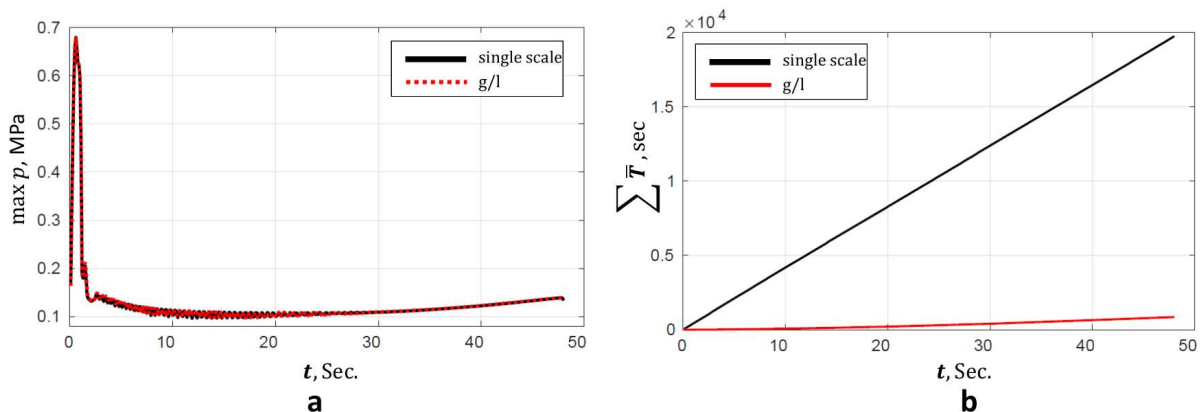 0.7
0.6
0.5
0.4
0.3
0.2
0.1
max p, MPa
single scale
g/l
0 10 20 30 40 50
t, Sec.
a
×10⁴
2
1.5
1
0.5
0
∑ T̿, sec
single scale
g/l
0 10 20 30 40 50
t, Sec.
b